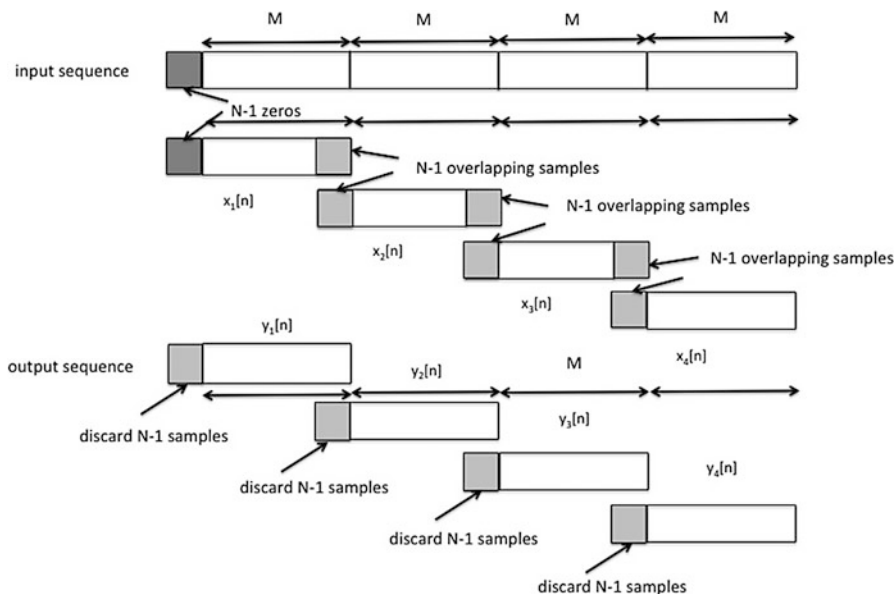 M M M M
input sequence
N-1 zeros
N-1 overlapping samples
x₁[n]
N-1 overlapping samples
x₂[n]
N-1 overlapping samples
x₃[n]
y₁[n]
x₄[n]
output sequence
y₂[n]
M
discard N-1 samples
y₃[n]
discard N-1 samples
y₄[n]
discard N-1 samples
discard N-1 samples